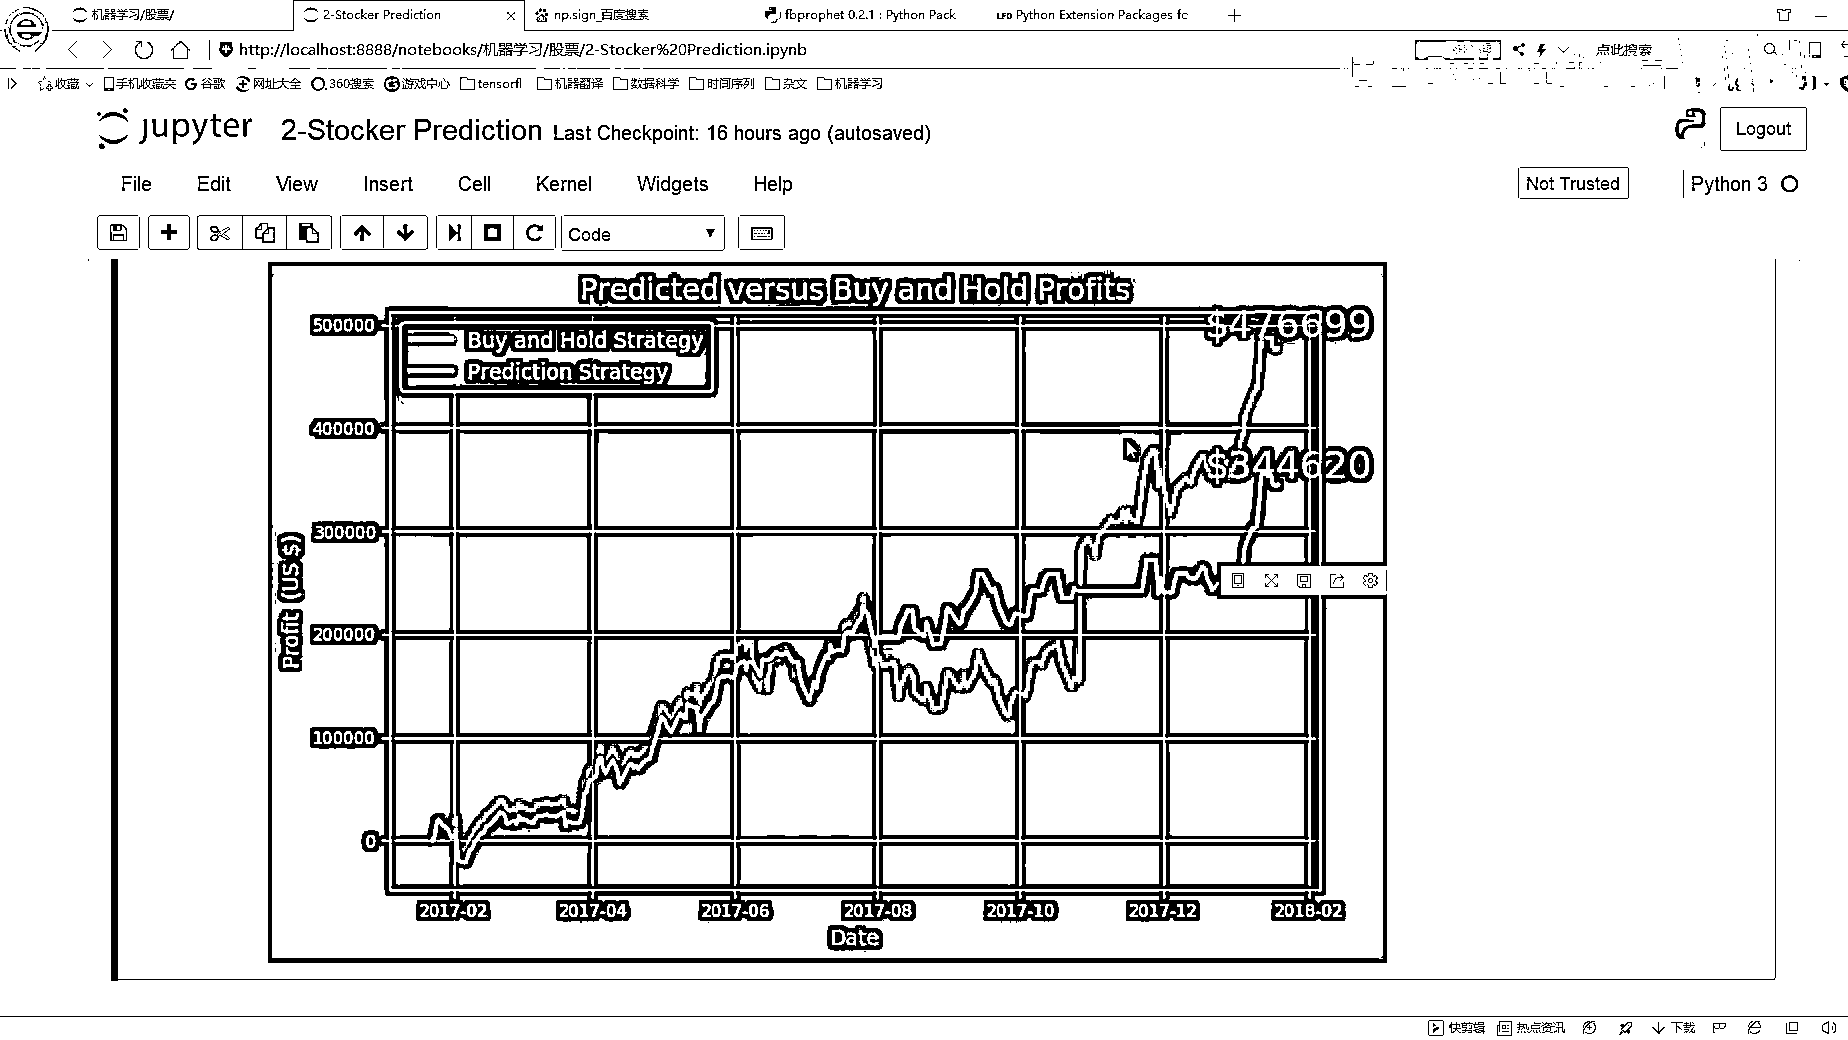 机器学习/股票/
2-Stocker Prediction
np.sign_百度搜索
fbprophet 0.2.1 : Python Pack
LFD Python Extension Packages fc
http://localhost:8888/notebooks/机器学习/股票/2-Stocker%20Prediction.ipynb
点此搜索
收藏 手机收藏夹 谷歌 网址大全 360搜索 游戏中心 tensorfl 机器翻译 数据科学 时间序列 杂文 机器学习
jupyter 2-Stocker Prediction Last Checkpoint: 16 hours ago (autosaved)
Logout
File Edit View Insert Cell Kernel Widgets Help
Not Trusted
Python 3
Code
Predicted versus Buy and Hold Profits
Buy and Hold Strategy
Prediction Strategy
$476699
$344620
500000
400000
300000
200000
100000
0
Profit (US $)
2017-02 2017-04 2017-06 2017-08 2017-10 2017-12 2018-02
Date
快剪辑 热点资讯 下载